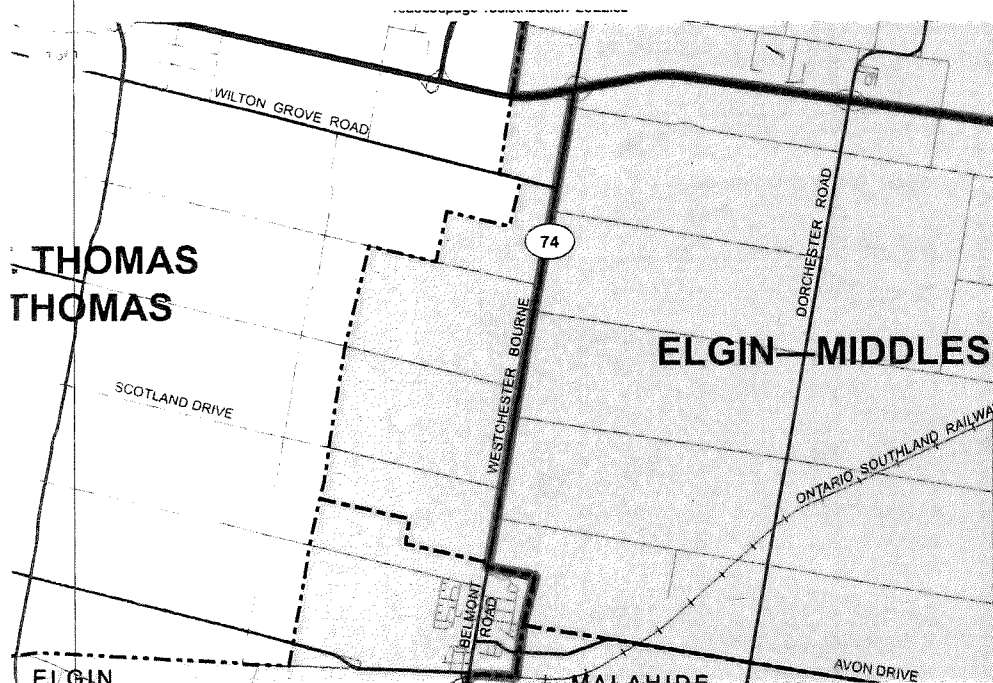 WILTON GROVE ROAD
DORCHESTER ROAD
74
THOMAS
THOMAS
WESTCHESTER BOURNE
ELGIN—MIDDLES
SCOTLAND DRIVE
ONTARIO SOUTHLAND RAILWA
BELMONT
ROAD
AVON DRIVE
ELGIN
MALAHIDE